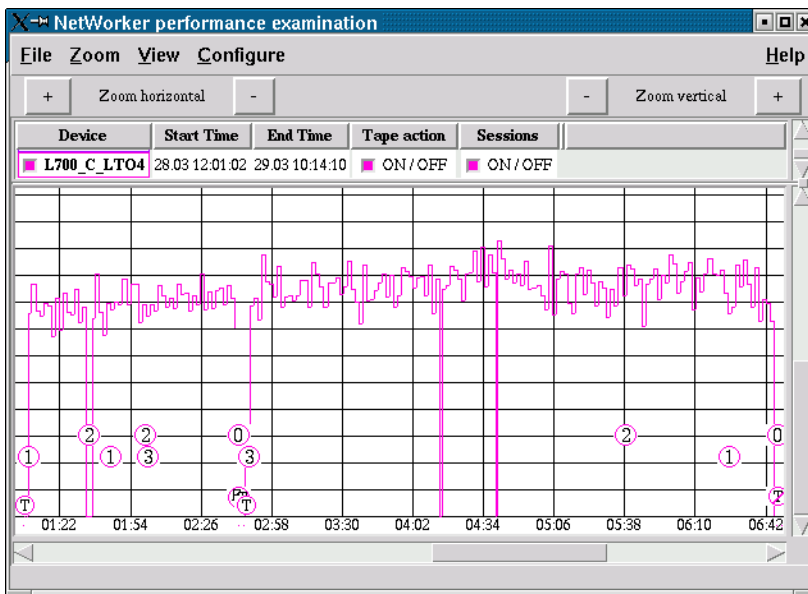 NetWorker performance examination
File Zoom View Configure Help
+ Zoom horizontal - - Zoom vertical +
Device Start Time End Time Tape action Sessions
L700_C_LTO4 28.03 12:01:02 29.03 10:14:10 ON / OFF ON / OFF
2 2 0 2 0
1 1 3 3 1
T T T
01:22 01:54 02:26 02:58 03:30 04:02 04:34 05:06 05:38 06:10 06:42